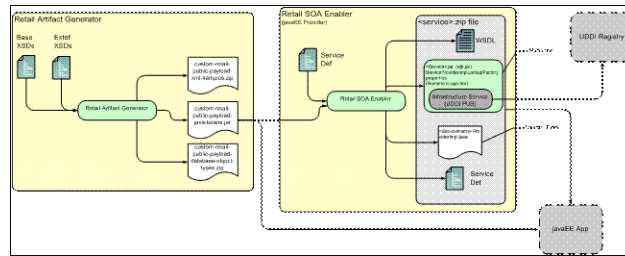 Retail Artifact Generator
Base
XSDs
Extof
XSDs
Retail Artifact Generator
custom-retail-
public-payload-
xml-samples.zip
custom-retail-
public-payload-
java-beans.jar
custom-retail-
public-payload-
database-object-
types.zip
Retail SOA Enabler
(javaEE Provider)
Service
Def
Retail SOA Enabler
<service>.zip file
WSDL
Infrastructure Service
(UDDI PUB)
Service
Def
UDDI Registry
javaEE App